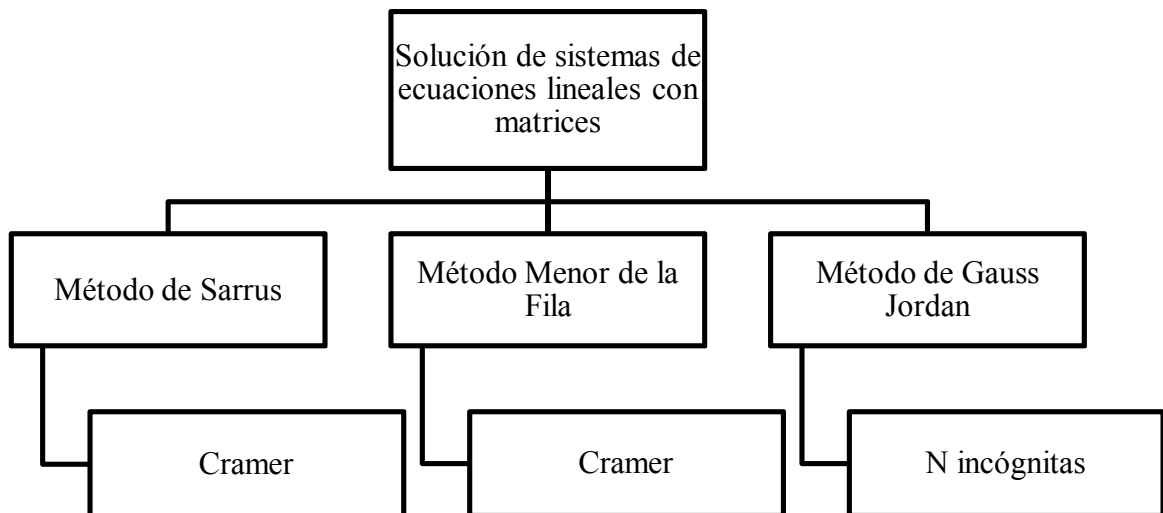 Solución de sistemas de
ecuaciones lineales con
matrices
Método de Sarrus
Método Menor de la
Fila
Método de Gauss
Jordan
Cramer
Cramer
N incógnitas